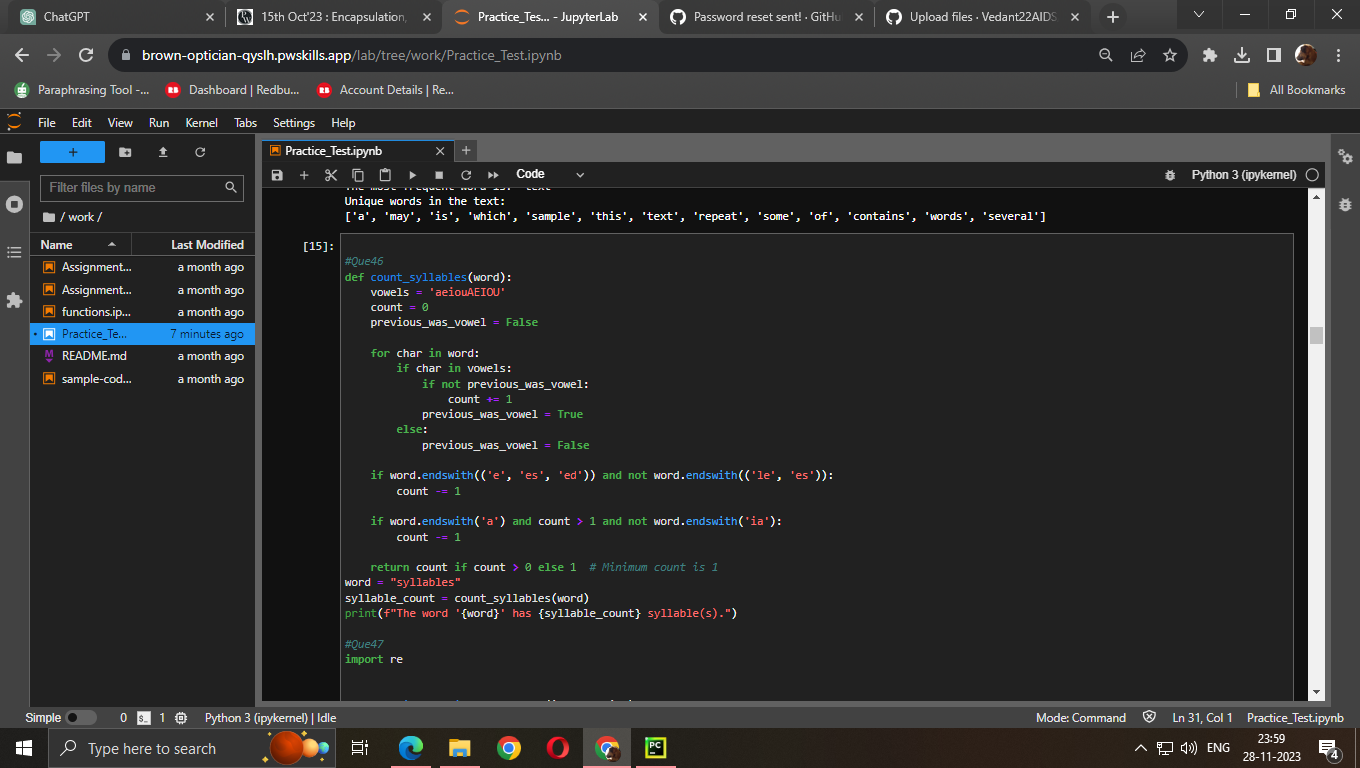 ChatGPT
15th Oct'23 : Encapsulation,
Practice_Tes... - JupyterLab
Password reset sent! · GitHu
Upload files · Vedant22AIDS
brown-optician-qyslh.pwskills.app/lab/tree/work/Practice_Test.ipynb
Paraphrasing Tool -...
Dashboard | Redbu...
Account Details | Re...
All Bookmarks
File Edit View Run Kernel Tabs Settings Help
Filter files by name
/ work /
Name Last Modified
Assignment... a month ago
Assignment... a month ago
functions.ip... a month ago
Practice_Te... 7 minutes ago
README.md a month ago
sample-cod... a month ago
Practice_Test.ipynb
Code
Python 3 (ipykernel)
The most frequent word is: 'text'
Unique words in the text:
['a', 'may', 'is', 'which', 'sample', 'this', 'text', 'repeat', 'some', 'of', 'contains', 'words', 'several']
[15]:
#Que46
def count_syllables(word):
    vowels = 'aeiouAEIOU'
    count = 0
    previous_was_vowel = False
    for char in word:
        if char in vowels:
            if not previous_was_vowel:
                count += 1
            previous_was_vowel = True
        else:
            previous_was_vowel = False
    if word.endswith(('e', 'es', 'ed')) and not word.endswith(('le', 'es')):
        count -= 1
    if word.endswith('a') and count > 1 and not word.endswith('ia'):
        count -= 1
    return count if count > 0 else 1  # Minimum count is 1
word = "syllables"
syllable_count = count_syllables(word)
print(f"The word '{word}' has {syllable_count} syllable(s).")
#Que47
import re
Simple 0 1 Python 3 (ipykernel) | Idle
Mode: Command Ln 31, Col 1 Practice_Test.ipynb
Type here to search
ENG
23:59
28-11-2023
4